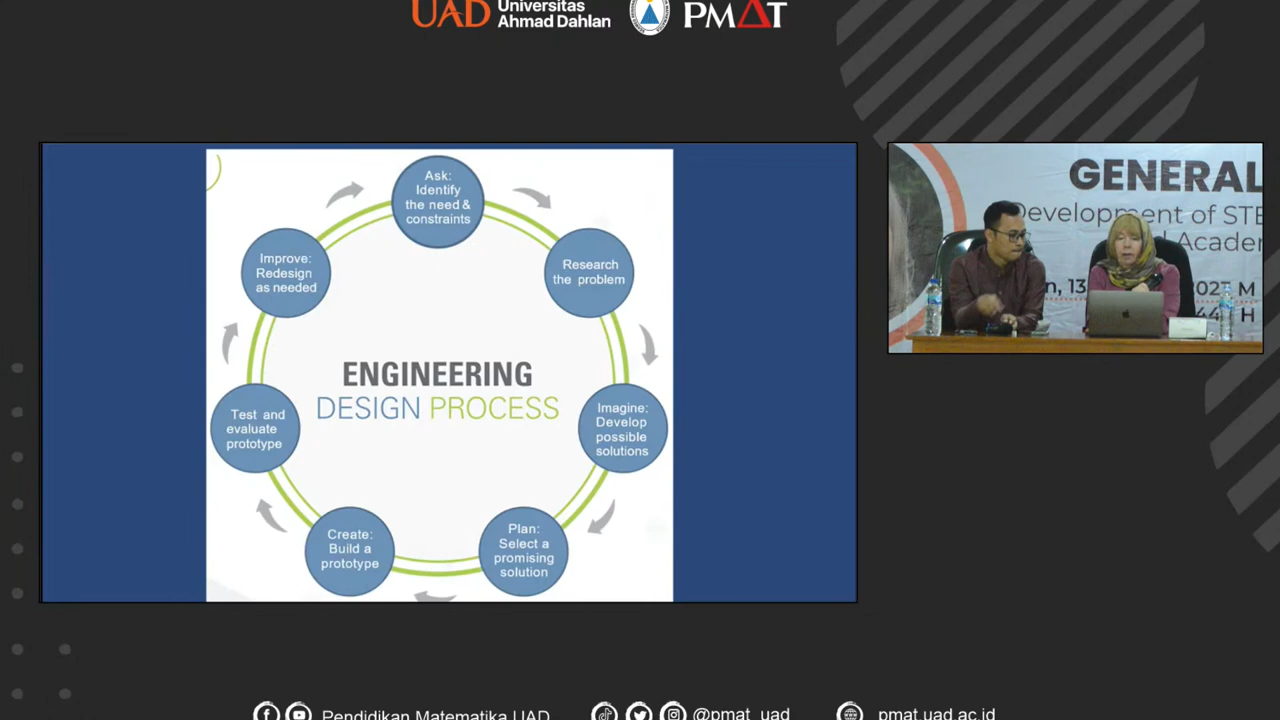 UAD Universitas
Ahmad Dahlan
PMAT
Ask:
Identify
the need &
constraints
Research
the problem
Imagine:
Develop
possible
solutions
Plan:
Select a
promising
solution
Create:
Build a
prototype
Test and
evaluate
prototype
Improve:
Redesign
as needed
ENGINEERING
DESIGN PROCESS
GENERAL
Development of STE
Acade
13
M
H
Pendidikan Matematika UAD
@pmat_uad
pmat.uad.ac.id